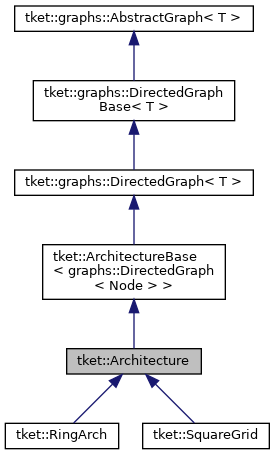 tket::graphs::AbstractGraph< T >
tket::graphs::DirectedGraph
Base< T >
tket::graphs::DirectedGraph< T >
tket::ArchitectureBase
< graphs::DirectedGraph
< Node > >
tket::Architecture
tket::RingArch
tket::SquareGrid